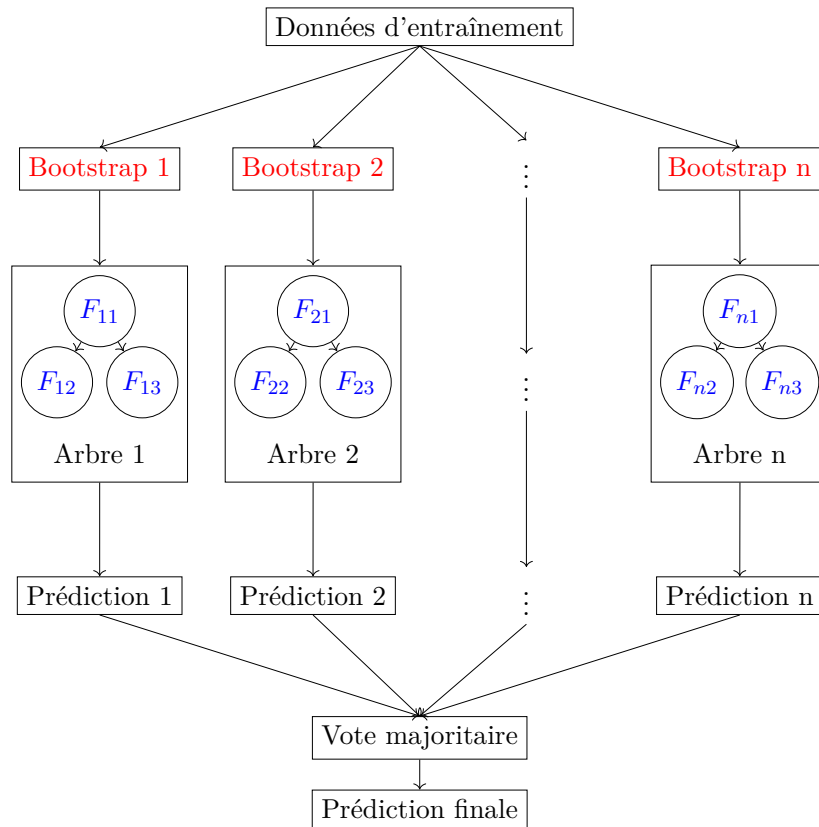 Données d'entraînement
Bootstrap 1 Bootstrap 2 ⋮ Bootstrap n
F₁₁ F₂₁ Fₙ₁
F₁₂ F₁₃ F₂₂ F₂₃ ⋮ Fₙ₂ Fₙ₃
Arbre 1 Arbre 2 Arbre n
Prédiction 1 Prédiction 2 ⋮ Prédiction n
Vote majoritaire
Prédiction finale